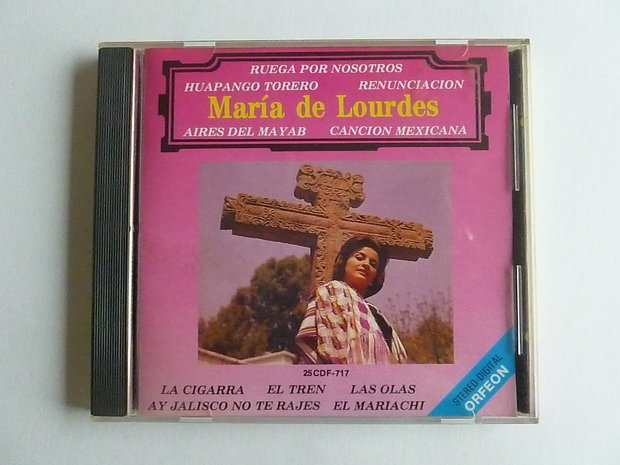 RUEGA POR NOSOTROS
HUAPANGO TORERO RENUNCIACION
María de Lourdes
AIRES DEL MAYAB CANCION MEXICANA
25CDF-717
LA CIGARRA EL TREN LAS OLAS
AY JALISCO NO TE RAJES EL MARIACHI
STEREO-DIGITAL
ORFEON